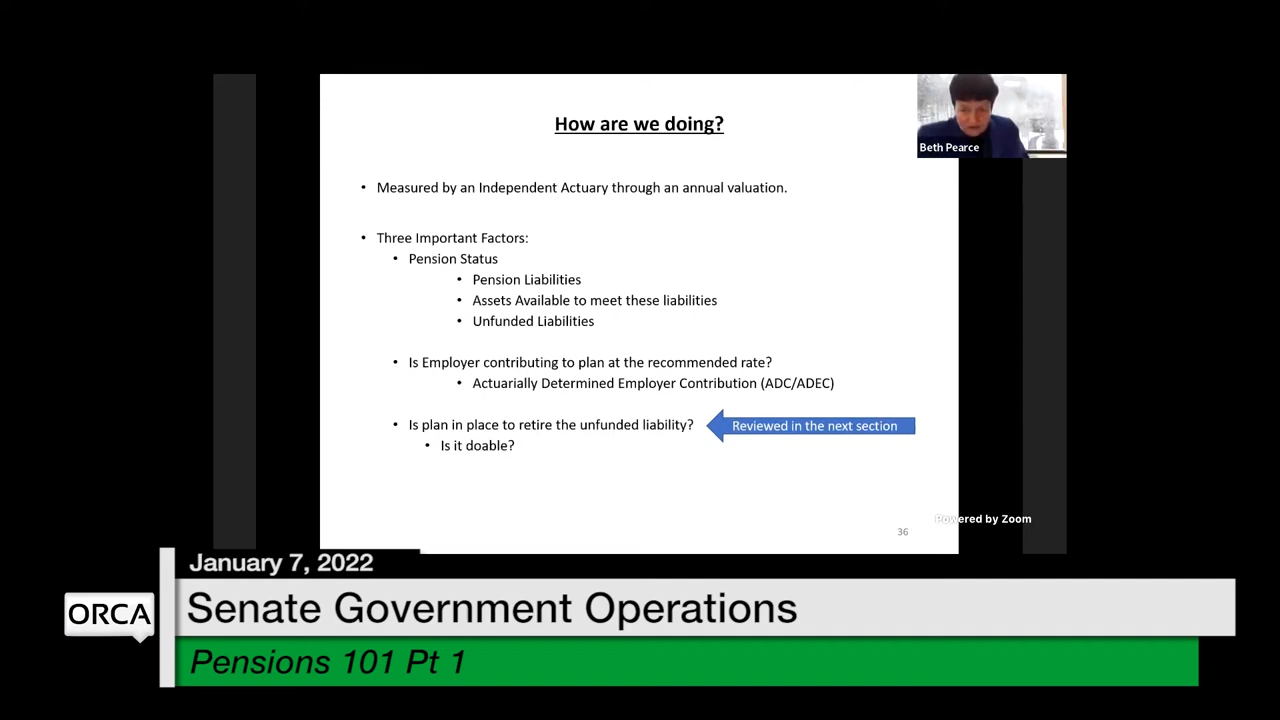 How are we doing?
Beth Pearce
• Measured by an Independent Actuary through an annual valuation.
• Three Important Factors:
• Pension Status
• Pension Liabilities
• Assets Available to meet these liabilities
• Unfunded Liabilities
• Is Employer contributing to plan at the recommended rate?
• Actuarially Determined Employer Contribution (ADC/ADEC)
• Is plan in place to retire the unfunded liability?
Reviewed in the next section
• Is it doable?
Powered by Zoom
36
January 7, 2022
ORCA
Senate Government Operations
Pensions 101 Pt 1